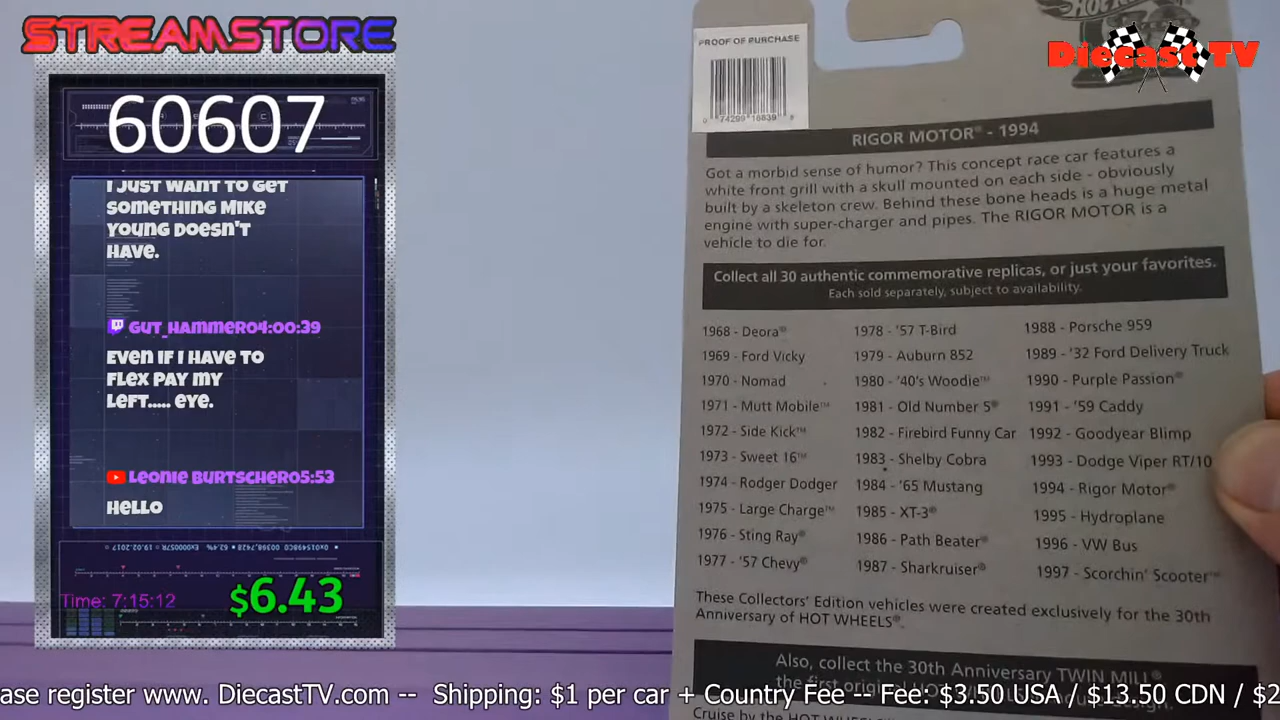 STREAMSTORE
60607
I just want to get
something Mike
Young doesn't
have.
Gut_Hammer04:00:39
Even if I have to
flex pay my
left..... eye.
Leonie Burtscher05:53
Hello
Time: 7:15:12
$6.43
PROOF OF PURCHASE
Diecast TV
RIGOR MOTOR® - 1994
Got a morbid sense of humor? This concept race car features a
white front grill with a skull mounted on each side - obviously
built by a skeleton crew. Behind these bone heads is a huge metal
engine with super-charger and pipes. The RIGOR MOTOR is a
vehicle to die for.
Collect all 30 authentic commemorative replicas, or just your favorites.
Each sold separately, subject to availability.
1968 - Deora®
1969 - Ford Vicky
1970 - Nomad
1971 - Mutt Mobile™
1972 - Side Kick™
1973 - Sweet 16™
1974 - Rodger Dodger
1975 - Large Charge™
1976 - Sting Ray®
1977 - '57 Chevy®
1978 - '57 T-Bird
1979 - Auburn 852
1980 - '40's Woodie™
1981 - Old Number 5®
1982 - Firebird Funny Car
1983 - Shelby Cobra
1984 - '65 Mustang
1985 - XT-3®
1986 - Path Beater®
1987 - Sharkruiser®
1988 - Porsche 959
1989 - '32 Ford Delivery Truck
1990 - Purple Passion®
1991 - '59 Caddy
1992 - Goodyear Blimp
1993 - Dodge Viper RT/10
1994 - Rigor Motor®
1995 - Hydroplane
1996 - VW Bus
1997 - Scorchin' Scooter™
These Collectors' Edition vehicles were created exclusively for the 30th
Anniversary of HOT WHEELS®.
Also, collect the 30th Anniversary TWIN MILL®
the first original
design.
ase register www. DiecastTV.com -- Shipping: $1 per car + Country Fee -- Fee: $3.50 USA / $13.50 CDN / $2
Cruise by the HOT WHEELS